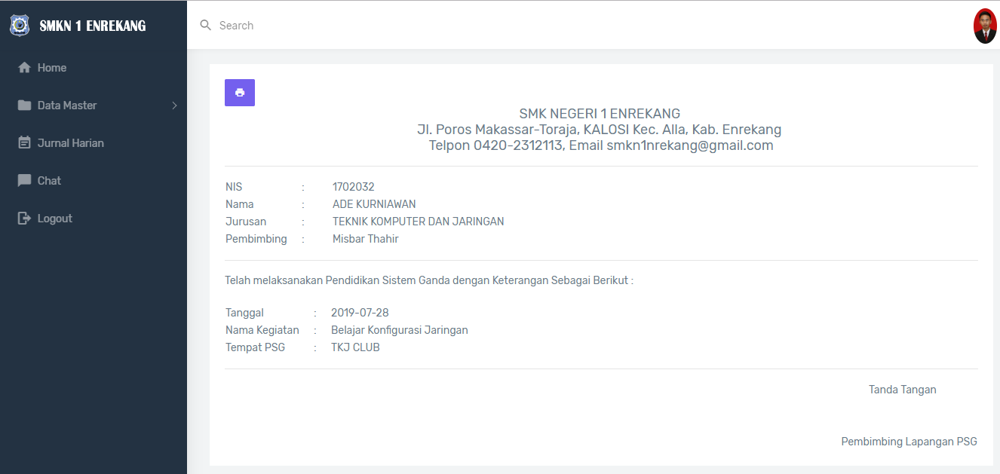 SMKN 1 ENREKANG
Search
Home
Data Master
Jurnal Harian
Chat
Logout
SMK NEGERI 1 ENREKANG
Jl. Poros Makassar-Toraja, KALOSI Kec. Alla, Kab. Enrekang
Telpon 0420-2312113, Email smkn1nrekang@gmail.com
NIS : 1702032
Nama : ADE KURNIAWAN
Jurusan : TEKNIK KOMPUTER DAN JARINGAN
Pembimbing : Misbar Thahir
Telah melaksanakan Pendidikan Sistem Ganda dengan Keterangan Sebagai Berikut :
Tanggal : 2019-07-28
Nama Kegiatan : Belajar Konfigurasi Jaringan
Tempat PSG : TKJ CLUB
Tanda Tangan
Pembimbing Lapangan PSG